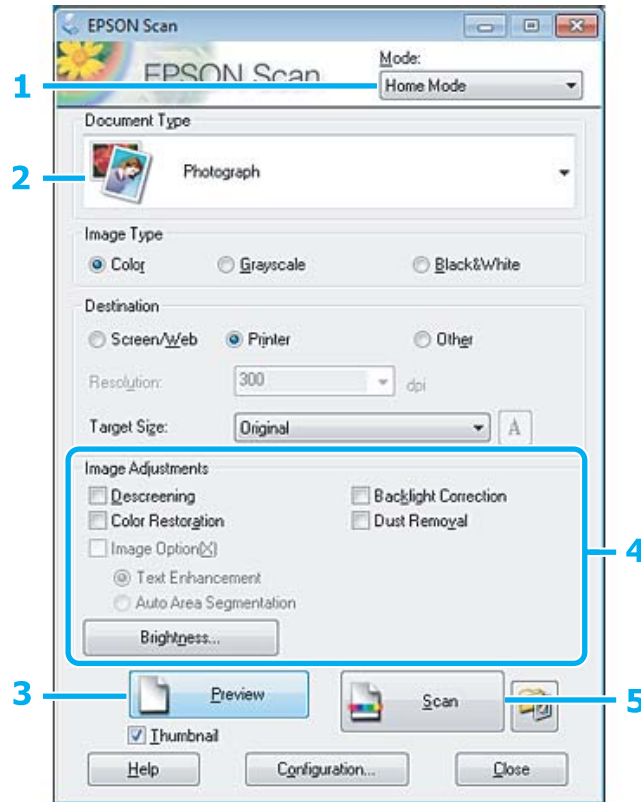 EPSON Scan
EPSON Scan
Mode:
1
Home Mode
Document Type
2
Photograph
Image Type
Color Grayscale Black&White
Destination
Screen/Web Printer Other
Resolution: 300 dpi
Target Size: Original A
Image Adjustments
Descreening Backlight Correction
Color Restoration Dust Removal
Image Option(X)
4
Text Enhancement
Auto Area Segmentation
Brightness...
3 Preview Scan 5
Thumbnail
Help Configuration... Close